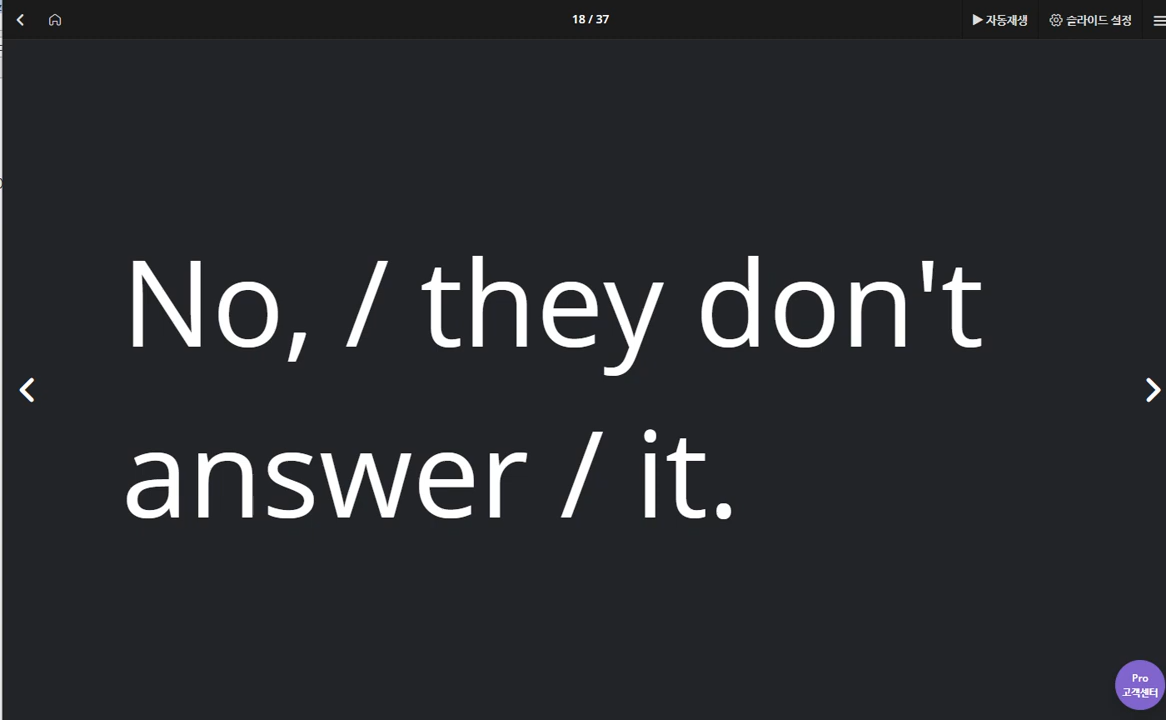 18 / 37
▶ 자동재생
슬라이드 설정
No, / they don't
answer / it.
Pro
고객센터